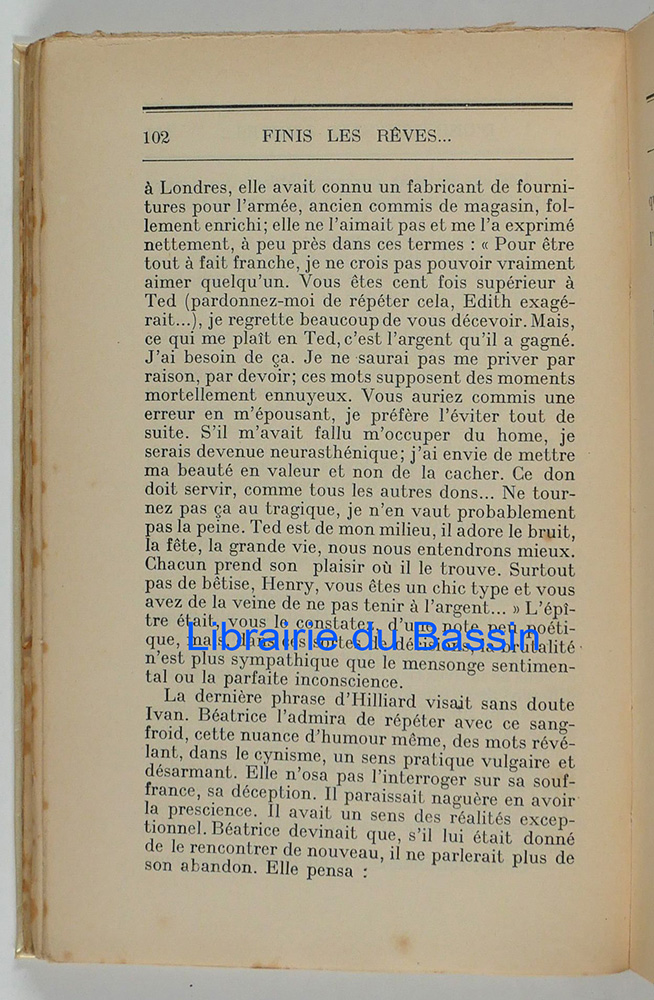 102 FINIS LES RÊVES...
à Londres, elle avait connu un fabricant de fourni-
tures pour l'armée, ancien commis de magasin, fol-
lement enrichi; elle ne l'aimait pas et me l'a exprimé
nettement, à peu près dans ces termes : « Pour être
tout à fait franche, je ne crois pas pouvoir vraiment
aimer quelqu'un. Vous êtes cent fois supérieur à
Ted (pardonnez-moi de répéter cela, Edith exagé-
rait...), je regrette beaucoup de vous décevoir. Mais,
ce qui me plaît en Ted, c'est l'argent qu'il a gagné.
J'ai besoin de ça. Je ne saurai pas me priver par
raison, par devoir; ces mots supposent des moments
mortellement ennuyeux. Vous auriez commis une
erreur en m'épousant, je préfère l'éviter tout de
suite. S'il m'avait fallu m'occuper du home, je
serais devenue neurasthénique; j'ai envie de mettre
ma beauté en valeur et non de la cacher. Ce don
doit servir, comme tous les autres dons... Ne tour-
nez pas ça au tragique, je n'en vaut probablement
pas la peine. Ted est de mon milieu, il adore le bruit,
la fête, la grande vie, nous nous entendrons mieux.
Chacun prend son plaisir où il le trouve. Surtout
pas de bêtise, Henry, vous êtes un chic type et vous
avez de la veine de ne pas tenir à l'argent... » L'épî-
tre était, vous le constatez, d'une note peu poéti-
que, mais dans ces sortes de décisions, la brutalité
Librairie du Bassin
n'est plus sympathique que le mensonge sentimen-
tal ou la parfaite inconscience.
La dernière phrase d'Hilliard visait sans doute
Ivan. Béatrice l'admira de répéter avec ce sang-
froid, cette nuance d'humour même, des mots révé-
lant, dans le cynisme, un sens pratique vulgaire et
désarmant. Elle n'osa pas l'interroger sur sa souf-
france, sa déception. Il paraissait naguère en avoir
la prescience. Il avait un sens des réalités excep-
tionnel. Béatrice devinait que, s'il lui était donné
de le rencontrer de nouveau, il ne parlerait plus de
son abandon. Elle pensa :